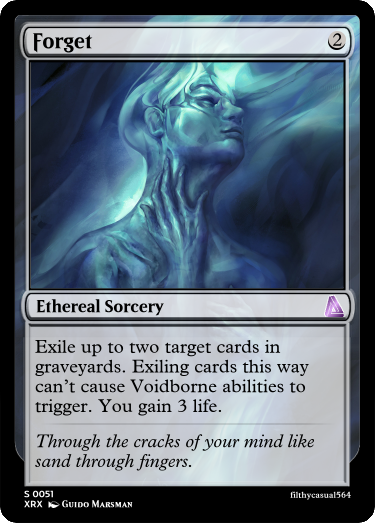 Forget 2
Ethereal Sorcery
Exile up to two target cards in
graveyards. Exiling cards this way
can't cause Voidborne abilities to
trigger. You gain 3 life.
Through the cracks of your mind like
sand through fingers.
S 0051
XRX Guido Marsman
filthycasual564